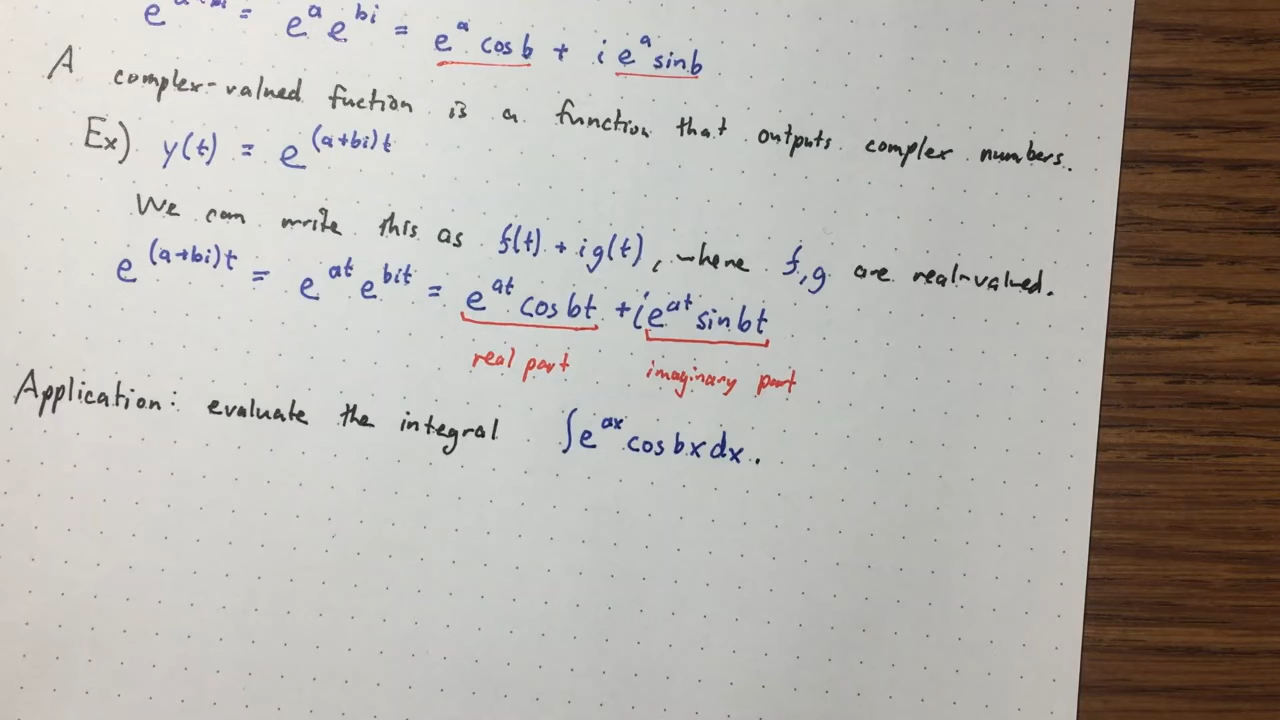 e = e^a e^{bi} = e^a cos b + i e^a sin b
A complex-valued fuction is a function that outputs complex numbers.
Ex) y(t) = e^{(a+bi)t}
We can write this as f(t) + ig(t), where f,g are real-valued.
e^{(a+bi)t} = e^{at} e^{bit} = e^{at} cos bt + i e^{at} sin bt
real part imaginary part
Application: evaluate the integral ∫e^{ax} cos bx dx.